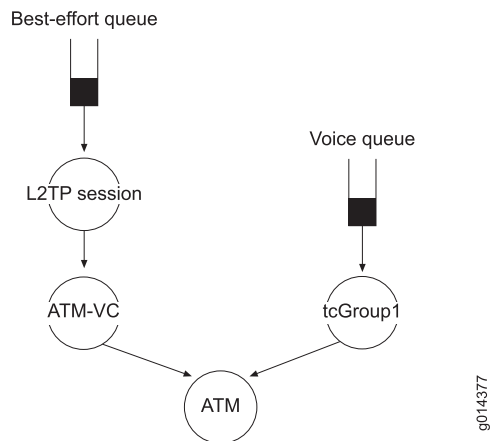 Best-effort queue
Voice queue
L2TP session
ATM-VC
tcGroup1
ATM
g014377